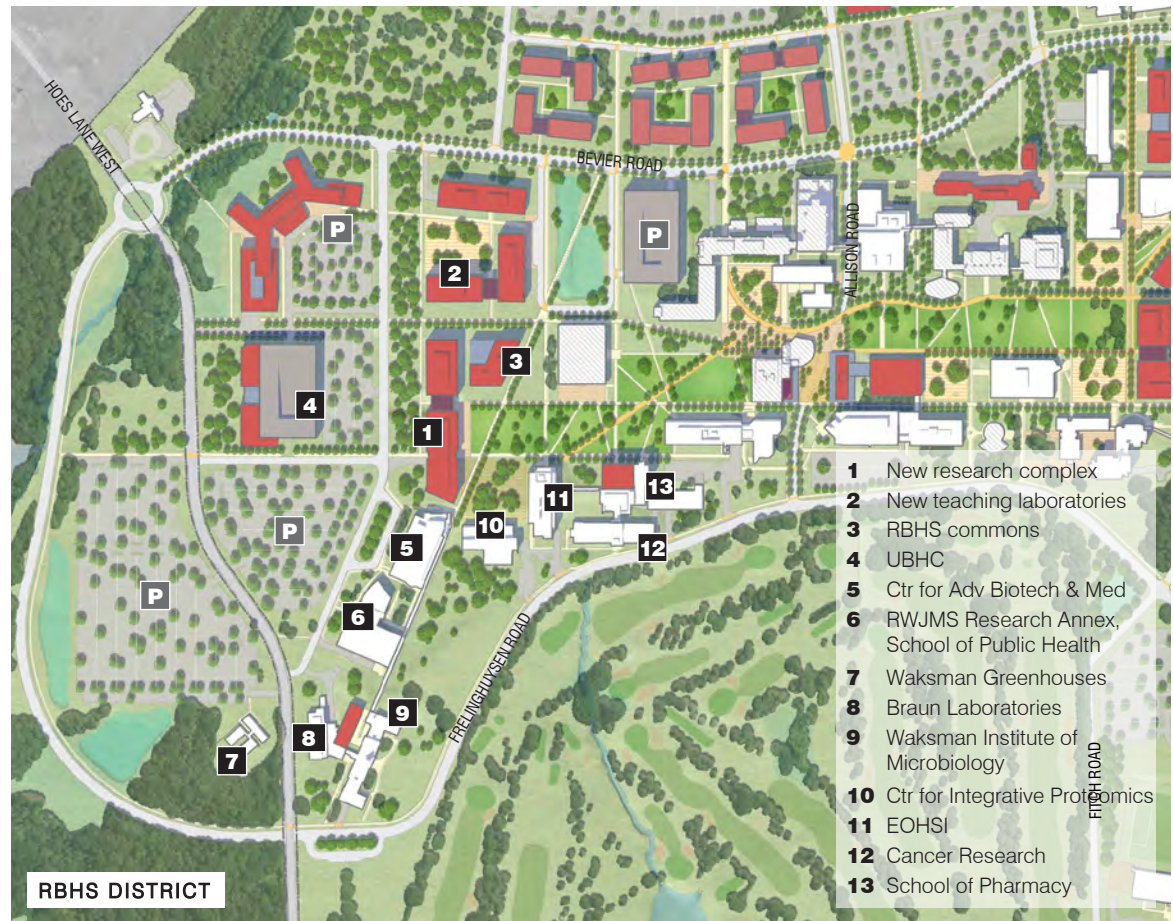 HOES LANE WEST
BEVIER ROAD
ALLISON ROAD
P
P
2
3
4
1
1 New research complex
2 New teaching laboratories
3 RBHS commons
4 UBHC
5 Ctr for Adv Biotech & Med
6 RWJMS Research Annex,
School of Public Health
7 Waksman Greenhouses
8 Braun Laboratories
9 Waksman Institute of
Microbiology
10 Ctr for Integrative Proteomics
11 EOHSI
12 Cancer Research
13 School of Pharmacy
13
11
10
P
5
12
P
6
FRELINGHUYSEN ROAD
9
8
7
FITCH ROAD
RBHS DISTRICT